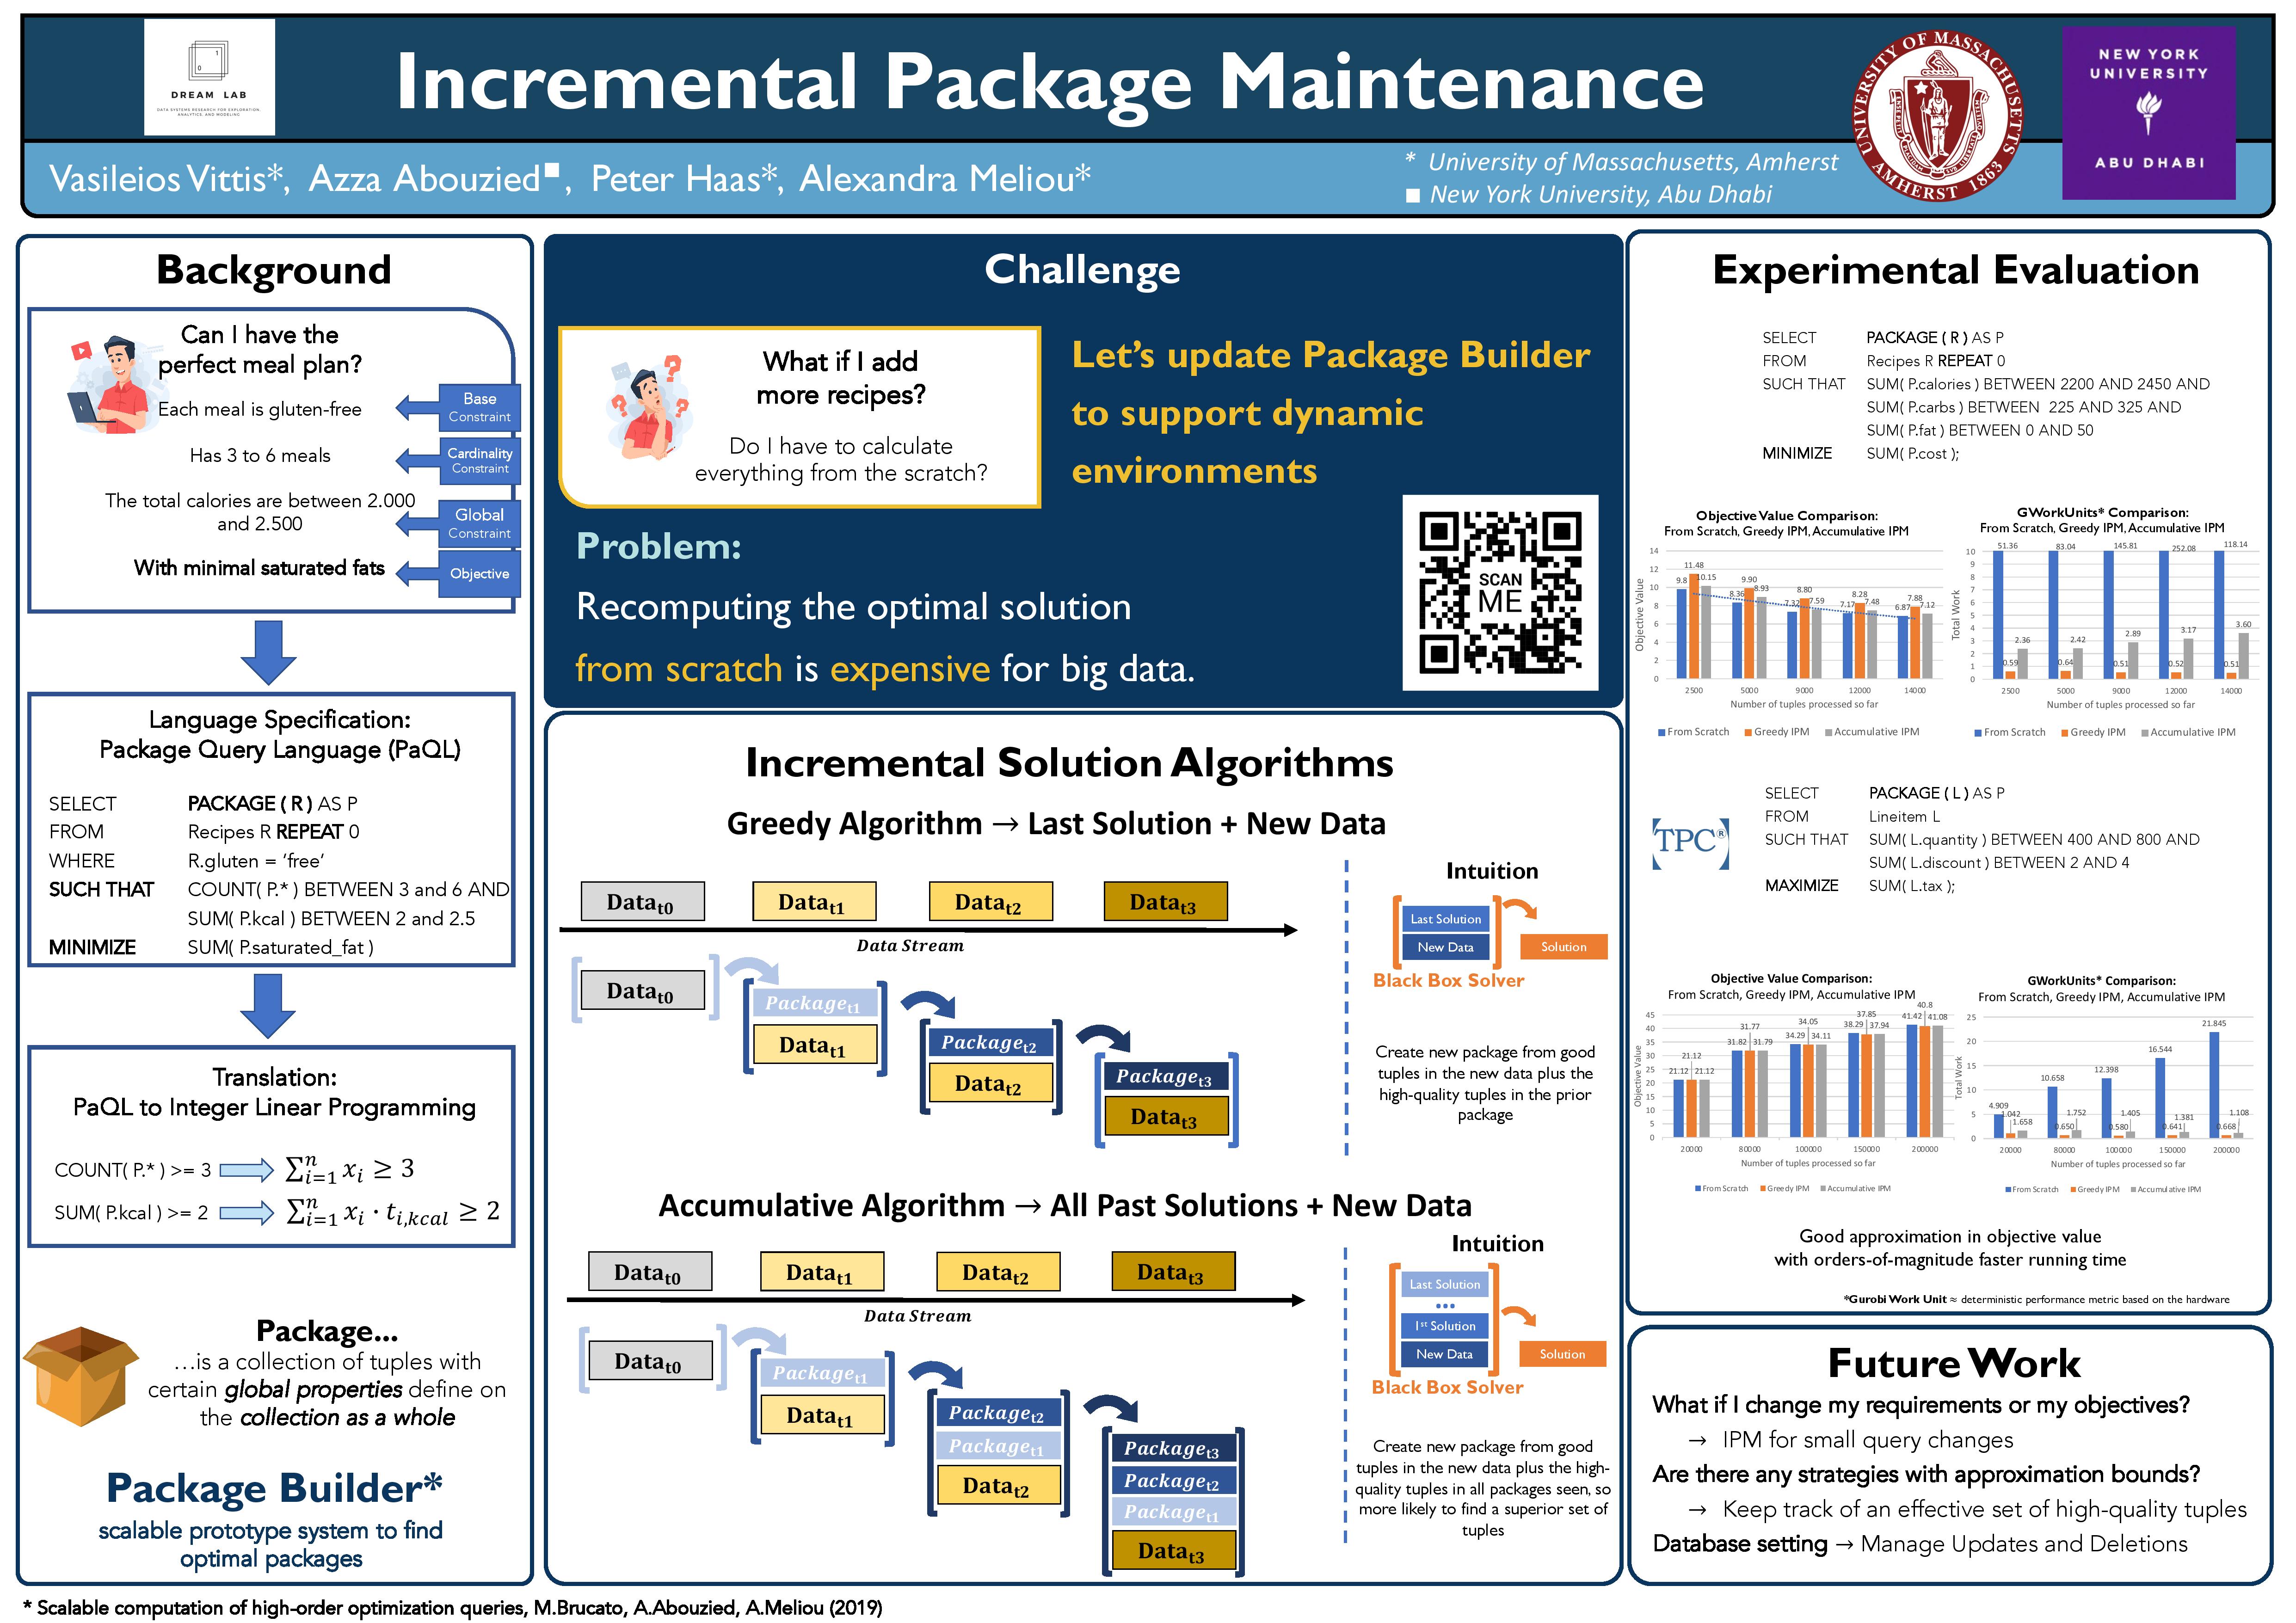 1
0
DREAM LAB
DATA SYSTEMS RESEARCH FOR EXPLORATION,
ANALYTICS, AND MODELING
Incremental Package Maintenance
UNIVERSITY OF MASSACHUSETTS
AMHERST 1863
NEW YORK
UNIVERSITY
ABU DHABI
Vasileios Vittis*, Azza Abouzied■, Peter Haas*, Alexandra Meliou*
* University of Massachusetts, Amherst
■ New York University, Abu Dhabi
Background
Can I have the
perfect meal plan?
Each meal is gluten-free
Base
Constraint
Has 3 to 6 meals
Cardinality
Constraint
The total calories are between 2.000
and 2.500
Global
Constraint
With minimal saturated fats
Objective
Language Specification:
Package Query Language (PaQL)
SELECT PACKAGE ( R ) AS P
FROM Recipes R REPEAT 0
WHERE R.gluten = ‘free’
SUCH THAT COUNT( P.* ) BETWEEN 3 and 6 AND
SUM( P.kcal ) BETWEEN 2 and 2.5
MINIMIZE SUM( P.saturated_fat )
Translation:
PaQL to Integer Linear Programming
COUNT( P.* ) >= 3 ∑ⁿᵢ₌₁ xᵢ ≥ 3
SUM( P.kcal ) >= 2 ∑ⁿᵢ₌₁ xᵢ · t_{i,kcal} ≥ 2
Package...
…is a collection of tuples with
certain global properties define on
the collection as a whole
Package Builder*
scalable prototype system to find
optimal packages
Challenge
What if I add
more recipes?
Do I have to calculate
everything from the scratch?
Let’s update Package Builder
to support dynamic
environments
Problem:
Recomputing the optimal solution
from scratch is expensive for big data.
SCAN
ME
Incremental Solution Algorithms
Greedy Algorithm → Last Solution + New Data
Data t0 Data t1 Data t2 Data t3
Data Stream
Data t0
Package t1
Data t1
Package t2
Data t2
Package t3
Data t3
Intuition
Last Solution
New Data
Solution
Black Box Solver
Create new package from good
tuples in the new data plus the
high-quality tuples in the prior
package
Accumulative Algorithm → All Past Solutions + New Data
Data t0 Data t1 Data t2 Data t3
Data Stream
Data t0
Package t1
Data t1
Package t2
Package t1
Data t2
Package t3
Package t2
Package t1
Data t3
Intuition
Last Solution
...
1st Solution
New Data
Solution
Black Box Solver
Create new package from good
tuples in the new data plus the high-
quality tuples in all packages seen, so
more likely to find a superior set of
tuples
Experimental Evaluation
SELECT PACKAGE ( R ) AS P
FROM Recipes R REPEAT 0
SUCH THAT SUM( P.calories ) BETWEEN 2200 AND 2450 AND
SUM( P.carbs ) BETWEEN 225 AND 325 AND
SUM( P.fat ) BETWEEN 0 AND 50
MINIMIZE SUM( P.cost );
Objective Value Comparison:
From Scratch, Greedy IPM, Accumulative IPM
Objective Value
14
12
10
8
6
4
2
0
9.8 11.48 10.15
8.36 9.90 8.93
7.32 8.80 7.59
7.17 8.28 7.48
6.87 7.88 7.12
2500 5000 9000 12000 14000
Number of tuples processed so far
From Scratch Greedy IPM Accumulative IPM
GWorkUnits* Comparison:
From Scratch, Greedy IPM, Accumulative IPM
Total Work
10
9
8
7
6
5
4
3
2
1
0
51.36 0.59 2.36
83.04 0.64 2.42
145.81 0.51 2.89
252.08 0.52 3.17
118.14 0.51 3.60
2500 5000 9000 12000 14000
Number of tuples processed so far
From Scratch Greedy IPM Accumulative IPM
TPC®
SELECT PACKAGE ( L ) AS P
FROM Lineitem L
SUCH THAT SUM( L.quantity ) BETWEEN 400 AND 800 AND
SUM( L.discount ) BETWEEN 2 AND 4
MAXIMIZE SUM( L.tax );
Objective Value Comparison:
From Scratch, Greedy IPM, Accumulative IPM
Objective Value
45
40
35
30
25
20
15
10
5
0
21.12 21.12 21.12
31.82 31.77 31.79
34.29 34.05 34.11
38.29 37.85 37.94
41.42 40.8 41.08
20000 80000 100000 150000 200000
Number of tuples processed so far
From Scratch Greedy IPM Accumulative IPM
GWorkUnits* Comparison:
From Scratch, Greedy IPM, Accumulative IPM
Total Work
25
20
15
10
5
0
4.909 1.042 1.658
10.658 0.650 1.752
12.398 0.580 1.405
16.544 0.641 1.381
21.845 0.668 1.108
20000 80000 100000 150000 200000
Number of tuples processed so far
From Scratch Greedy IPM Accumulative IPM
Good approximation in objective value
with orders-of-magnitude faster running time
*Gurobi Work Unit ≈ deterministic performance metric based on the hardware
Future Work
What if I change my requirements or my objectives?
→ IPM for small query changes
Are there any strategies with approximation bounds?
→ Keep track of an effective set of high-quality tuples
Database setting → Manage Updates and Deletions
* Scalable computation of high-order optimization queries, M.Brucato, A.Abouzied, A.Meliou (2019)